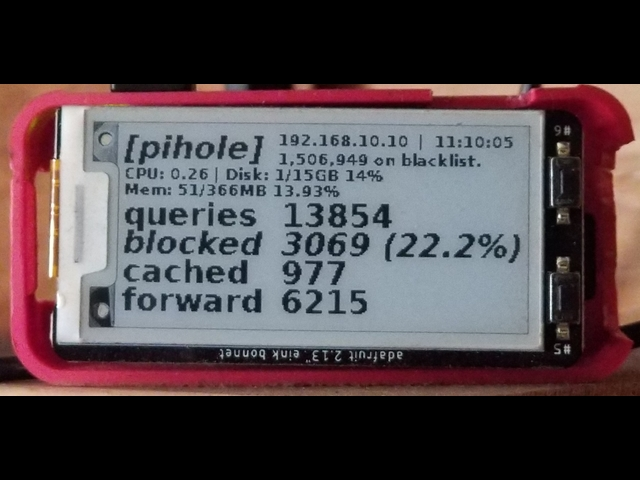 [pihole] 192.168.10.10 | 11:10:05
1,506,949 on blacklist.
CPU: 0.26 | Disk: 1/15GB 14%
Mem: 51/366MB 13.93%
queries 13854
blocked 3069 (22.2%)
cached 977
forward 6215
#6
#5
adafruit 2.13" eink bonnet